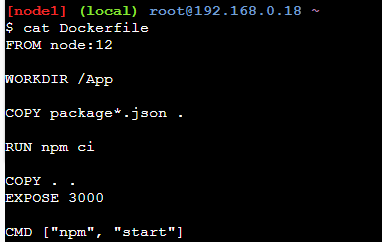 [node1] (local) root@192.168.0.18 ~
$ cat Dockerfile
FROM node:12
WORKDIR /App
COPY package*.json .
RUN npm ci
COPY . .
EXPOSE 3000
CMD ["npm", "start"]